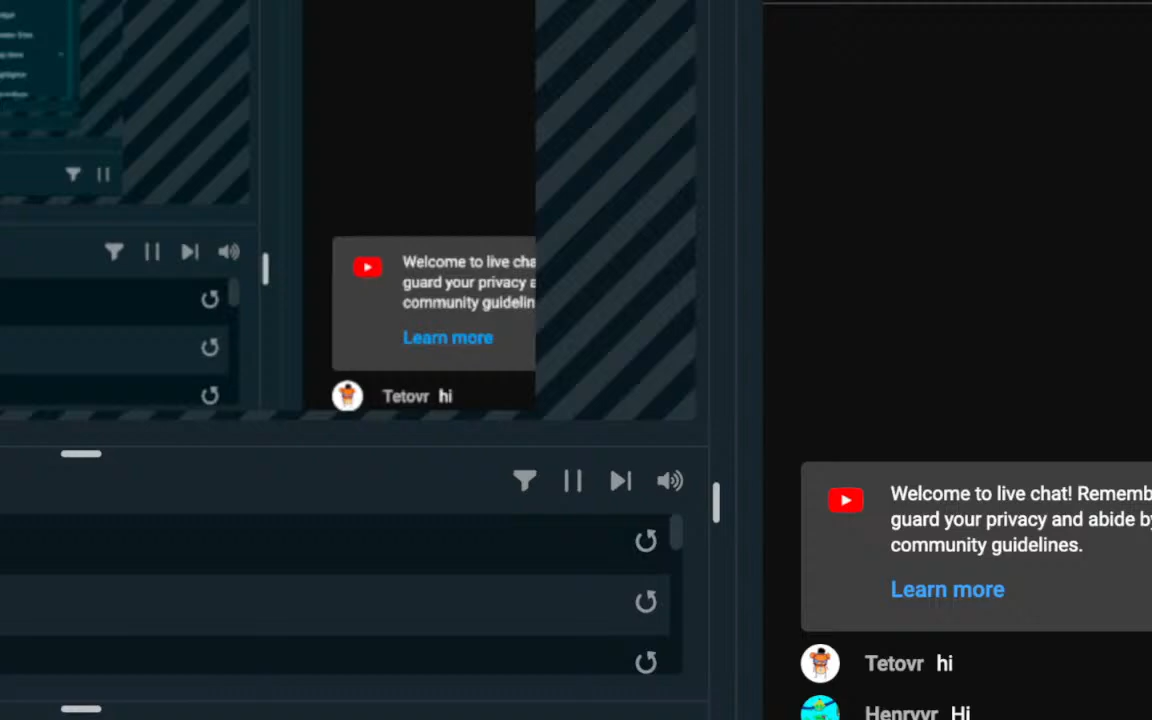 Welcome to live cha
guard your privacy a
community guidelin
Learn more
Tetovr hi
Welcome to live chat! Rememb
guard your privacy and abide by
community guidelines.
Learn more
Tetovr hi
Henryvr Hi